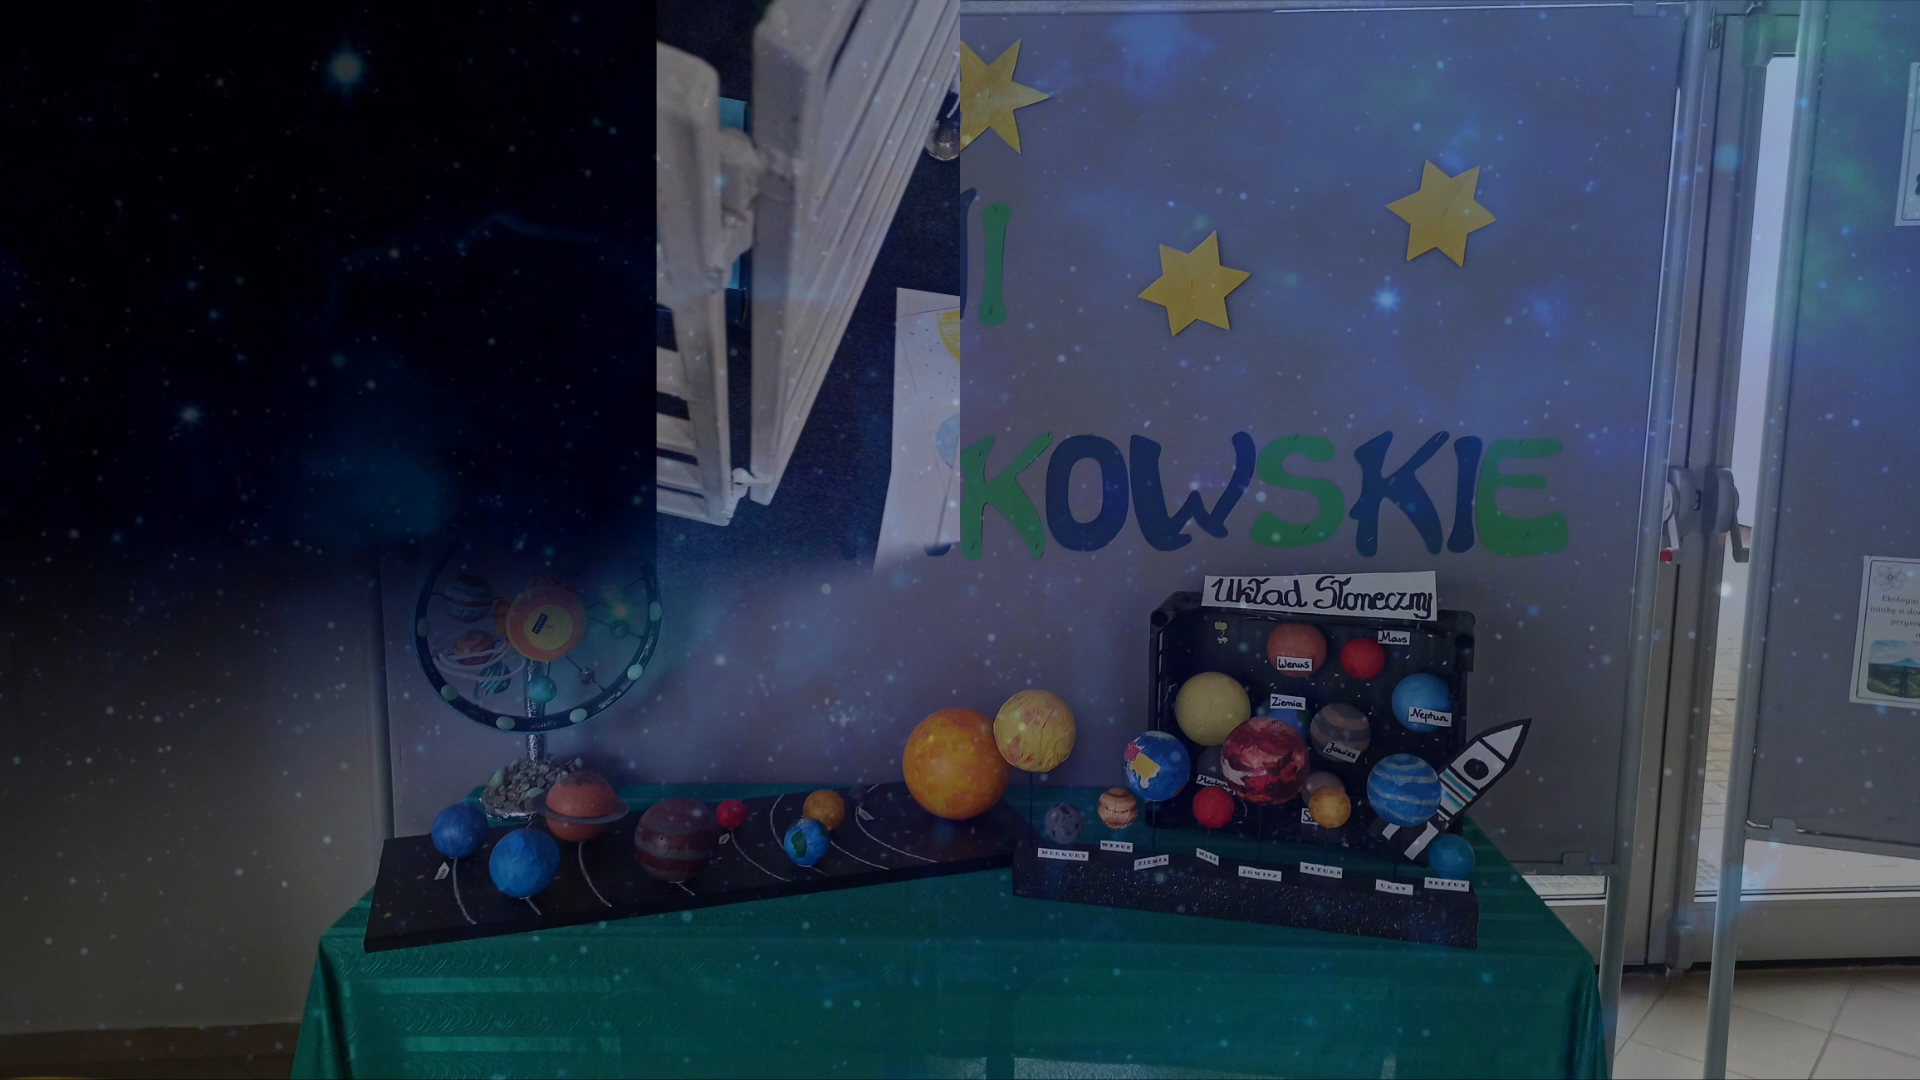 I
KOWSKIE
Układ Słoneczny
Mars
Wenus
Ziemia
Neptun
Jowisz
MERKURY
WENUS
ZIEMIA
MARS
JOWISZ
SATURN
URAN
NEPTUN